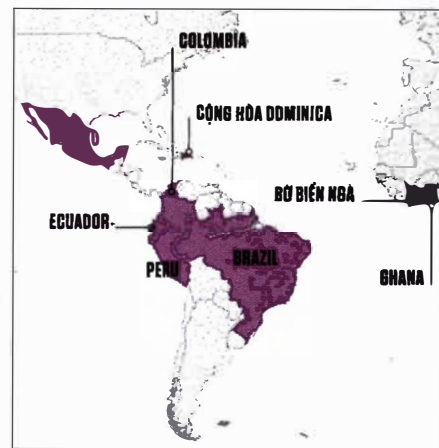 COLOMBIA
CỘNG HÒA DOMINICA
BỜ BIỂN NGÀ
ECUADOR
PERU
BRAZIL
GHANA